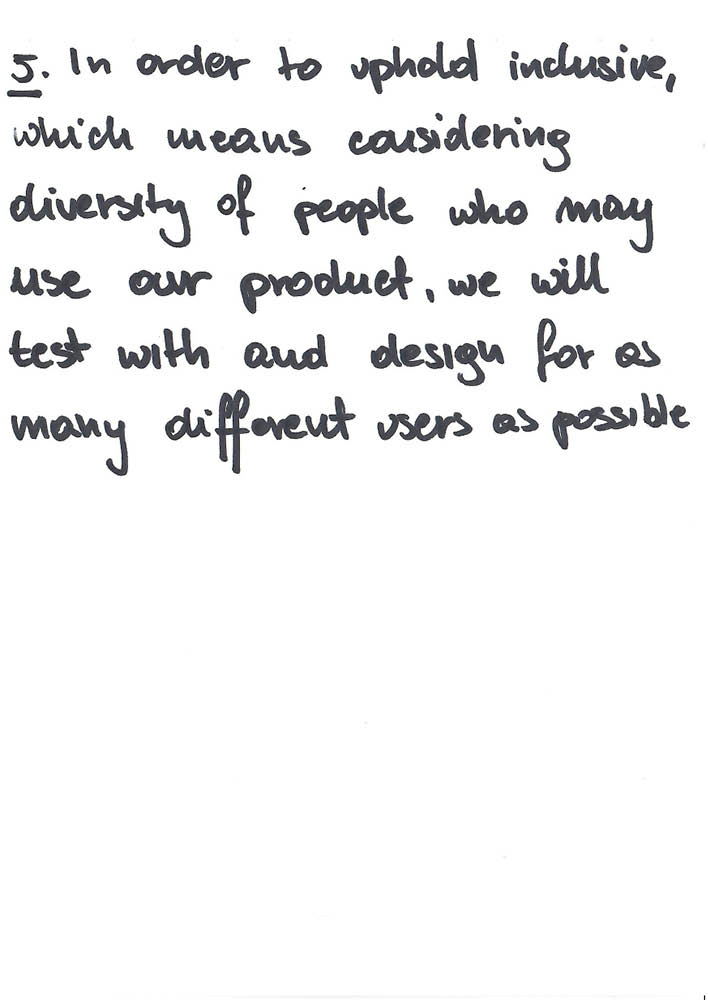 5. In order to uphold inclusive,
which means considering
diversity of people who may
use our product, we will
test with and design for as
many different users as possible